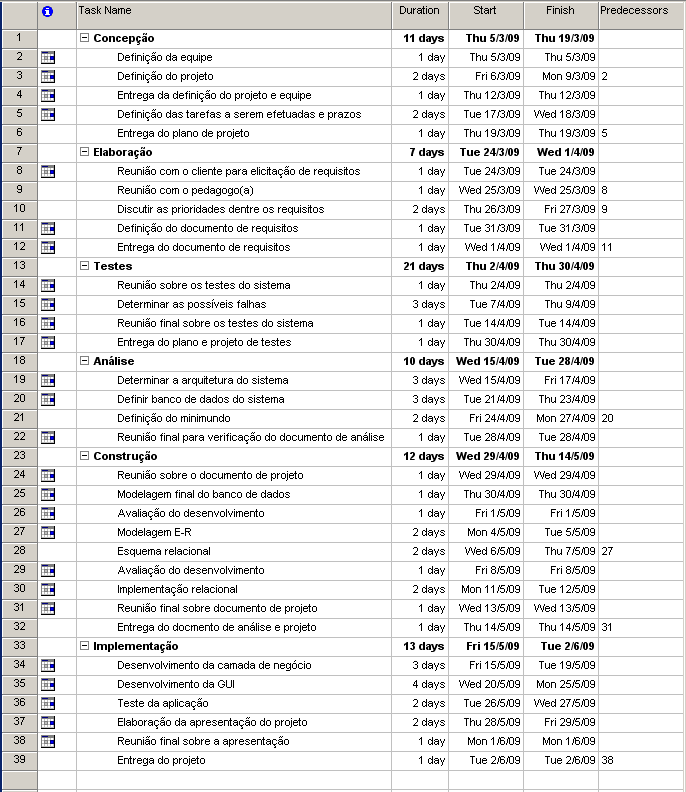 Task Name Duration Start Finish Predecessors
1 Concepção 11 days Thu 5/3/09 Thu 19/3/09
2 Definição da equipe 1 day Thu 5/3/09 Thu 5/3/09
3 Definição do projeto 2 days Fri 6/3/09 Mon 9/3/09 2
4 Entrega da definição do projeto e equipe 1 day Thu 12/3/09 Thu 12/3/09
5 Definição das tarefas a serem efetuadas e prazos 2 days Tue 17/3/09 Wed 18/3/09
6 Entrega do plano de projeto 1 day Thu 19/3/09 Thu 19/3/09 5
7 Elaboração 7 days Tue 24/3/09 Wed 1/4/09
8 Reunião com o cliente para elicitação de requisitos 1 day Tue 24/3/09 Tue 24/3/09
9 Reunião com o pedagogo(a) 1 day Wed 25/3/09 Wed 25/3/09 8
10 Discutir as prioridades dentre os requisitos 2 days Thu 26/3/09 Fri 27/3/09 9
11 Definição do documento de requisitos 1 day Tue 31/3/09 Tue 31/3/09
12 Entrega do documento de requisitos 1 day Wed 1/4/09 Wed 1/4/09 11
13 Testes 21 days Thu 2/4/09 Thu 30/4/09
14 Reunião sobre os testes do sistema 1 day Thu 2/4/09 Thu 2/4/09
15 Determinar as possíveis falhas 3 days Tue 7/4/09 Thu 9/4/09
16 Reunião final sobre os testes do sistema 1 day Tue 14/4/09 Tue 14/4/09
17 Entrega do plano e projeto de testes 1 day Thu 30/4/09 Thu 30/4/09
18 Análise 10 days Wed 15/4/09 Tue 28/4/09
19 Determinar a arquitetura do sistema 3 days Wed 15/4/09 Fri 17/4/09
20 Definir banco de dados do sistema 3 days Tue 21/4/09 Thu 23/4/09
21 Definição do minimundo 2 days Fri 24/4/09 Mon 27/4/09 20
22 Reunião final para verificação do documento de análise 1 day Tue 28/4/09 Tue 28/4/09
23 Construção 12 days Wed 29/4/09 Thu 14/5/09
24 Reunião sobre o documento de projeto 1 day Wed 29/4/09 Wed 29/4/09
25 Modelagem final do banco de dados 1 day Thu 30/4/09 Thu 30/4/09
26 Avaliação do desenvolvimento 1 day Fri 1/5/09 Fri 1/5/09
27 Modelagem E-R 2 days Mon 4/5/09 Tue 5/5/09
28 Esquema relacional 2 days Wed 6/5/09 Thu 7/5/09 27
29 Avaliação do desenvolvimento 1 day Fri 8/5/09 Fri 8/5/09
30 Implementação relacional 2 days Mon 11/5/09 Tue 12/5/09
31 Reunião final sobre documento de projeto 1 day Wed 13/5/09 Wed 13/5/09
32 Entrega do docmento de análise e projeto 1 day Thu 14/5/09 Thu 14/5/09 31
33 Implementação 13 days Fri 15/5/09 Tue 2/6/09
34 Desenvolvimento da camada de negócio 3 days Fri 15/5/09 Tue 19/5/09
35 Desenvolvimento da GUI 4 days Wed 20/5/09 Mon 25/5/09
36 Teste da aplicação 2 days Tue 26/5/09 Wed 27/5/09
37 Elaboração da apresentação do projeto 2 days Thu 28/5/09 Fri 29/5/09
38 Reunião final sobre a apresentação 1 day Mon 1/6/09 Mon 1/6/09
39 Entrega do projeto 1 day Tue 2/6/09 Tue 2/6/09 38